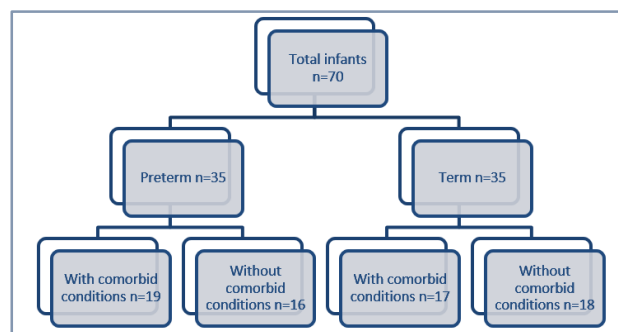 Total infants
n=70
Preterm n=35
Term n=35
With comorbid
conditions n=19
Without
comorbid
conditions n=16
With comorbid
conditions n=17
Without
comorbid
conditions n=18